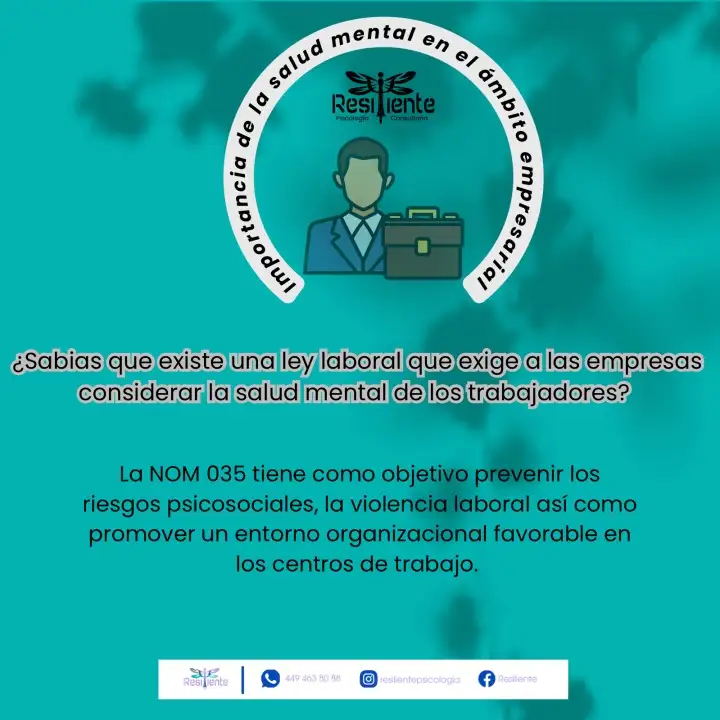 Importancia de la salud mental en el ámbito empresarial
Resiliente
Psicología Consultoria
¿Sabias que existe una ley laboral que exige a las empresas
considerar la salud mental de los trabajadores?
La NOM 035 tiene como objetivo prevenir los
riesgos psicosociales, la violencia laboral así como
promover un entorno organizacional favorable en
los centros de trabajo.
Resiliente
449 463 80 88
resilientepsicologia
Resiliente